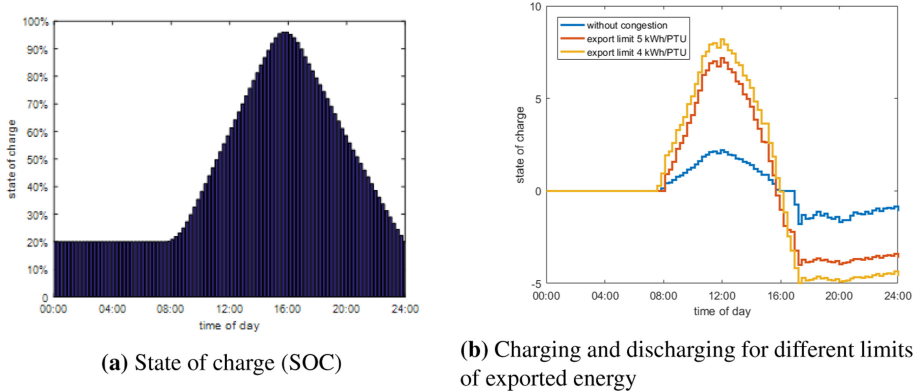 100%
90%
80%
70%
60%
50%
40%
30%
20%
10%
0
state of charge
00:00 04:00 08:00 12:00 16:00 20:00 24:00
time of day
(a) State of charge (SOC)
10
5
0
-5
state of charge
without congestion
export limit 5 kWh/PTU
export limit 4 kWh/PTU
00:00 04:00 08:00 12:00 16:00 20:00 24:00
time of day
(b) Charging and discharging for different limits
of exported energy